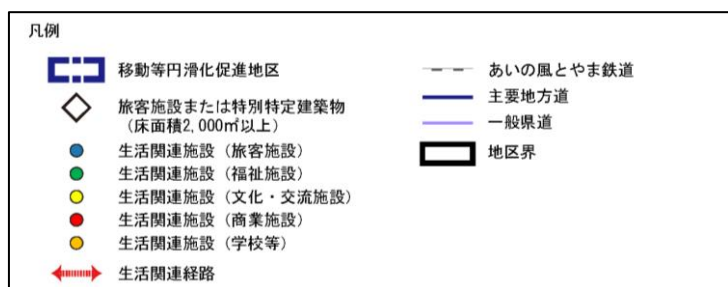 凡例
移動等円滑化促進地区
旅客施設または特別特定建築物
（床面積2,000㎡以上）
生活関連施設（旅客施設）
生活関連施設（福祉施設）
生活関連施設（文化・交流施設）
生活関連施設（商業施設）
生活関連施設（学校等）
生活関連経路
あいの風とやま鉄道
主要地方道
一般県道
地区界